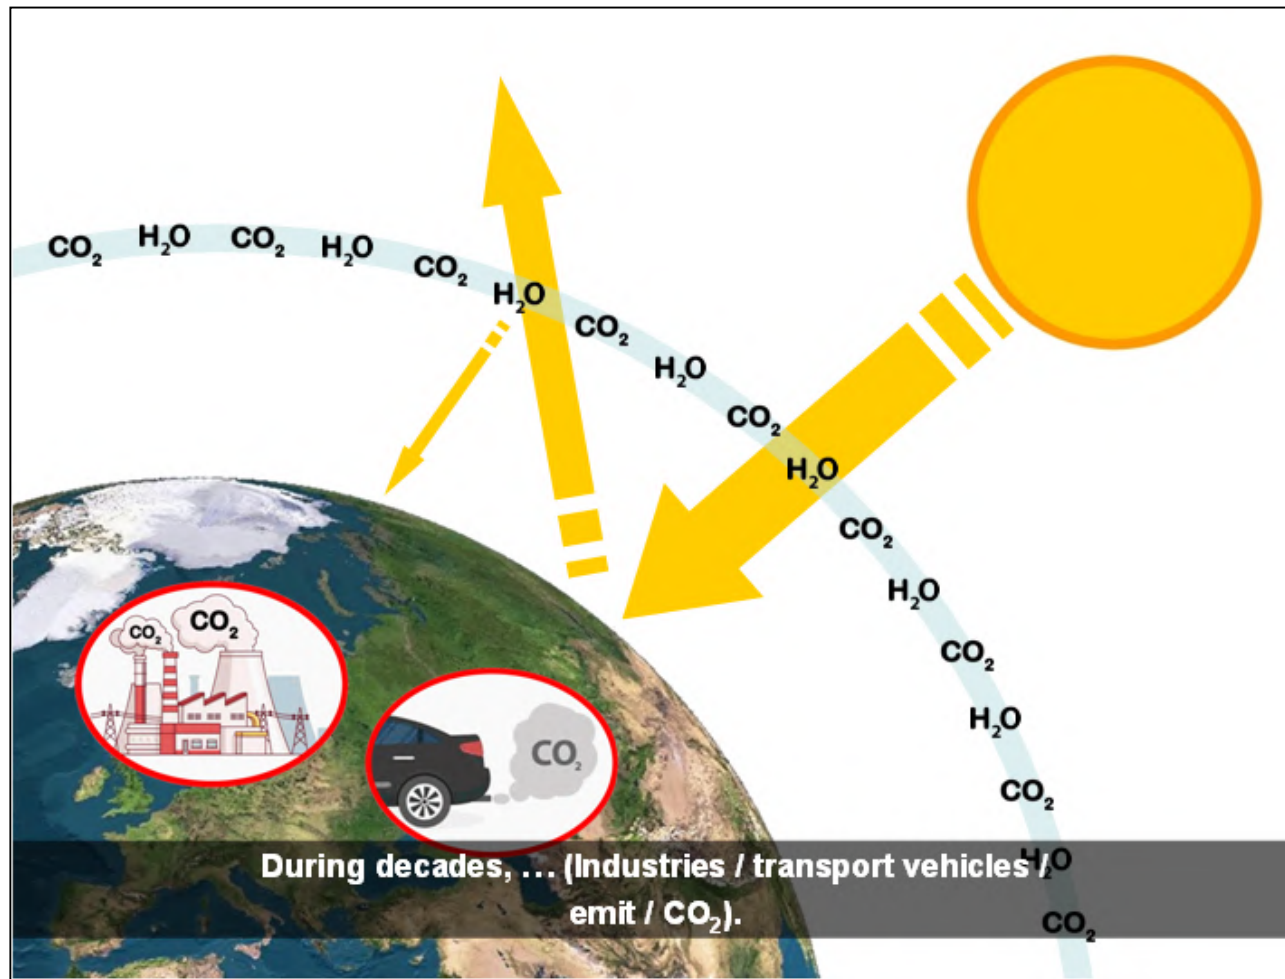 CO₂
H₂O
CO₂
H₂O
CO₂
H₂O
CO₂
H₂O
CO₂
H₂O
CO₂
H₂O
CO₂
H₂O
CO₂
H₂O
CO₂
CO₂
CO₂
CO₂
During decades, … (Industries / transport vehicles /
emit / CO₂).